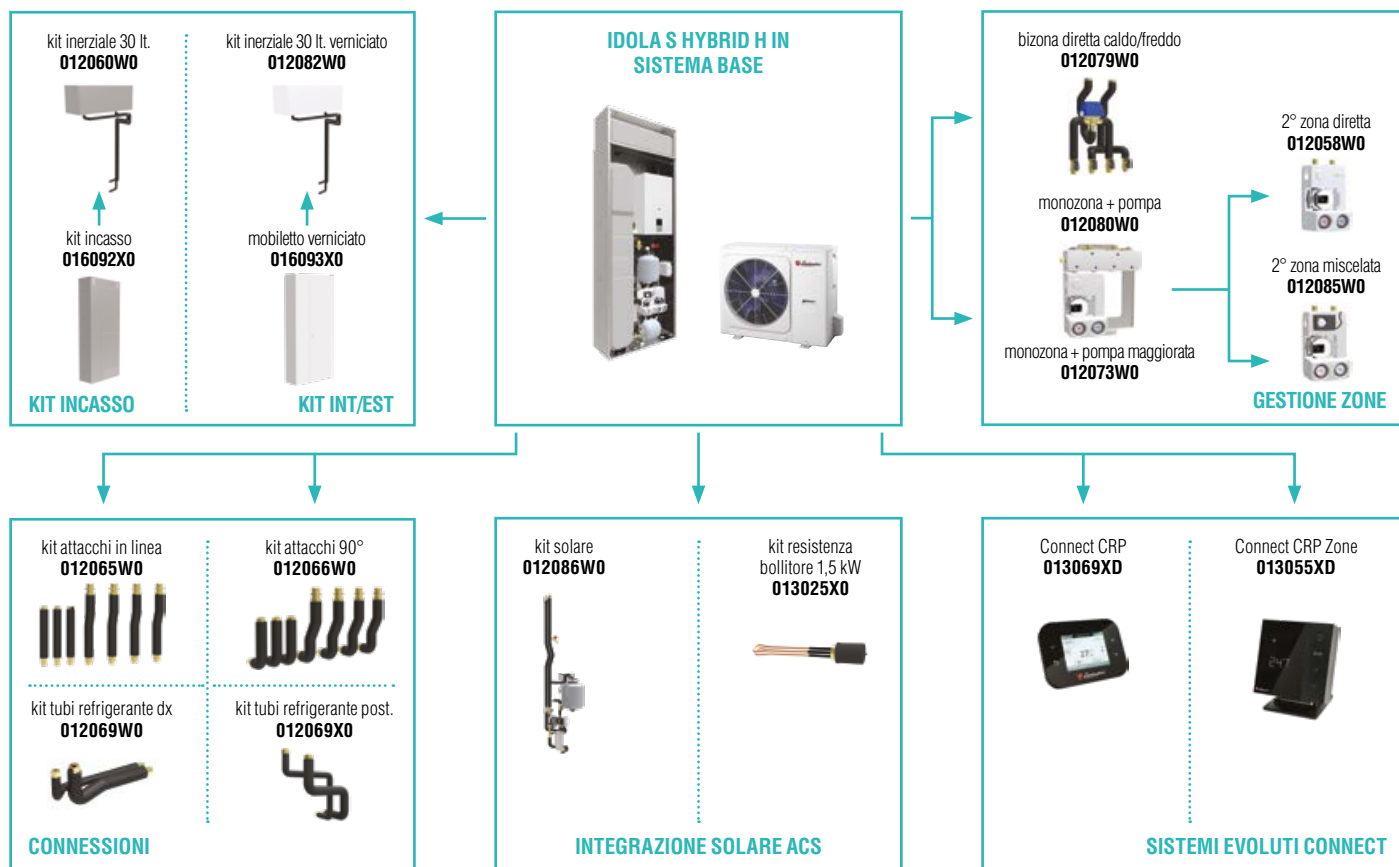 kit inerziale 30 lt.
012060W0
kit inerziale 30 lt. verniciato
012082W0
kit incasso
016092X0
mobiletto verniciato
016093X0
KIT INCASSO
KIT INT/EST
IDOLA S HYBRID H IN
SISTEMA BASE
bizona diretta caldo/freddo
012079W0
2° zona diretta
012058W0
monozona + pompa
012080W0
2° zona miscelata
012085W0
monozona + pompa maggiorata
012073W0
GESTIONE ZONE
kit attacchi in linea
012065W0
kit attacchi 90°
012066W0
kit tubi refrigerante dx
012069W0
kit tubi refrigerante post.
012069X0
CONNESSIONI
kit solare
012086W0
kit resistenza
bollitore 1,5 kW
013025X0
INTEGRAZIONE SOLARE ACS
Connect CRP
013069XD
Connect CRP Zone
013055XD
SISTEMI EVOLUTI CONNECT